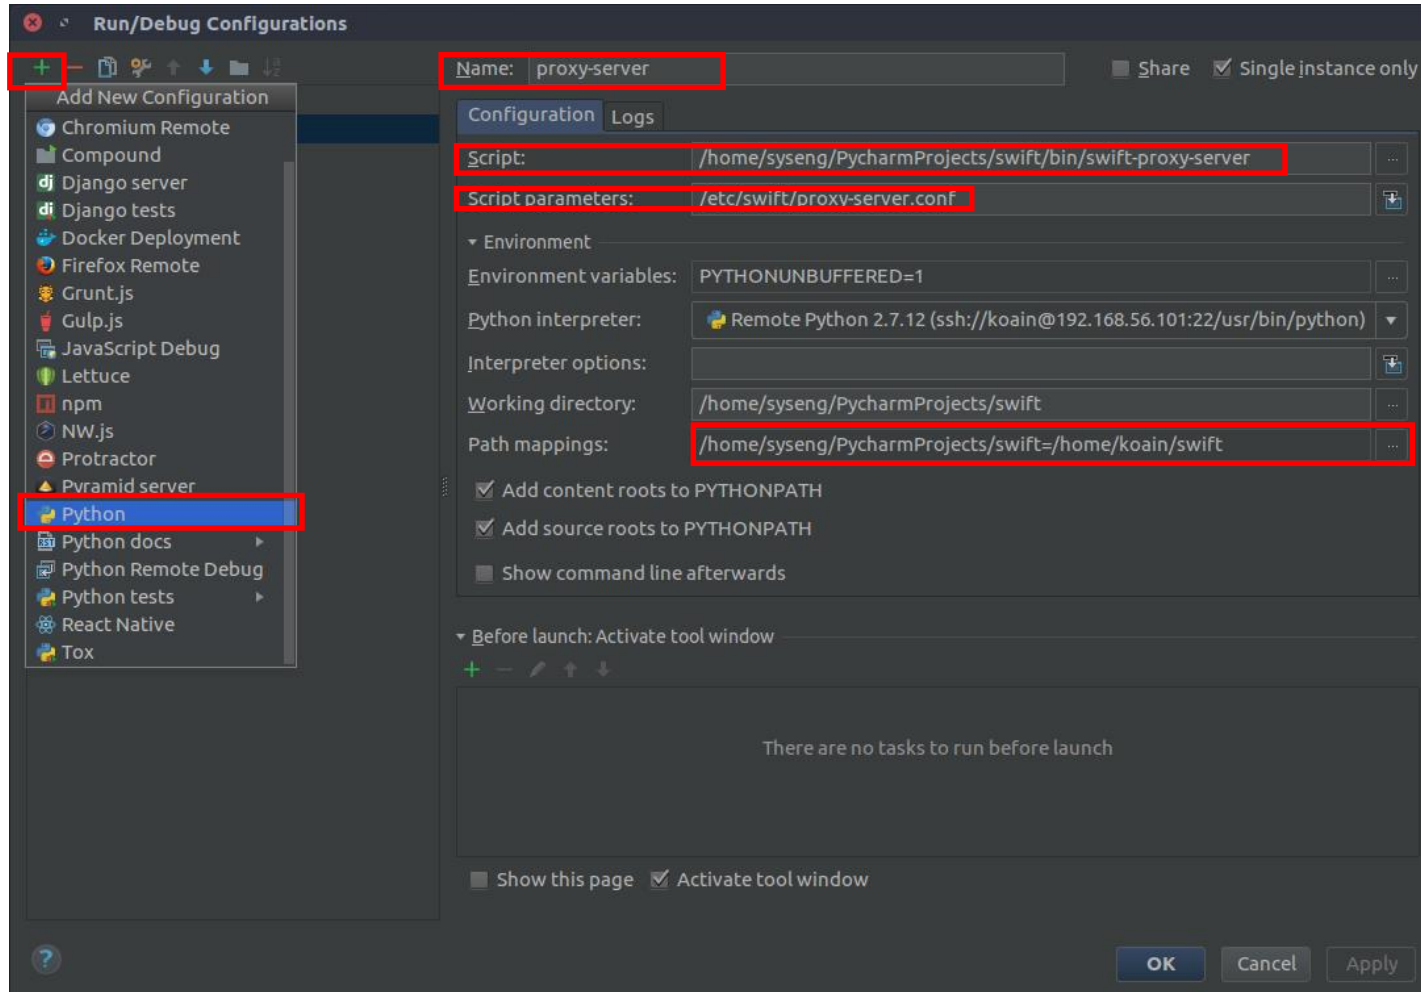 Run/Debug Configurations
Add New Configuration
Chromium Remote
Compound
Django server
Django tests
Docker Deployment
Firefox Remote
Grunt.js
Gulp.js
JavaScript Debug
Lettuce
npm
NW.js
Protractor
Pyramid server
Python
Python docs
Python Remote Debug
Python tests
React Native
Tox
Name: proxy-server Share Single instance only
Configuration Logs
Script: /home/syseng/PycharmProjects/swift/bin/swift-proxy-server ...
Script parameters: /etc/swift/proxy-server.conf
Environment
Environment variables: PYTHONUNBUFFERED=1 ...
Python interpreter: Remote Python 2.7.12 (ssh://koain@192.168.56.101:22/usr/bin/python)
Interpreter options:
Working directory: /home/syseng/PycharmProjects/swift ...
Path mappings: /home/syseng/PycharmProjects/swift=/home/koain/swift ...
Add content roots to PYTHONPATH
Add source roots to PYTHONPATH
Show command line afterwards
Before launch: Activate tool window
There are no tasks to run before launch
Show this page Activate tool window
? OK Cancel Apply